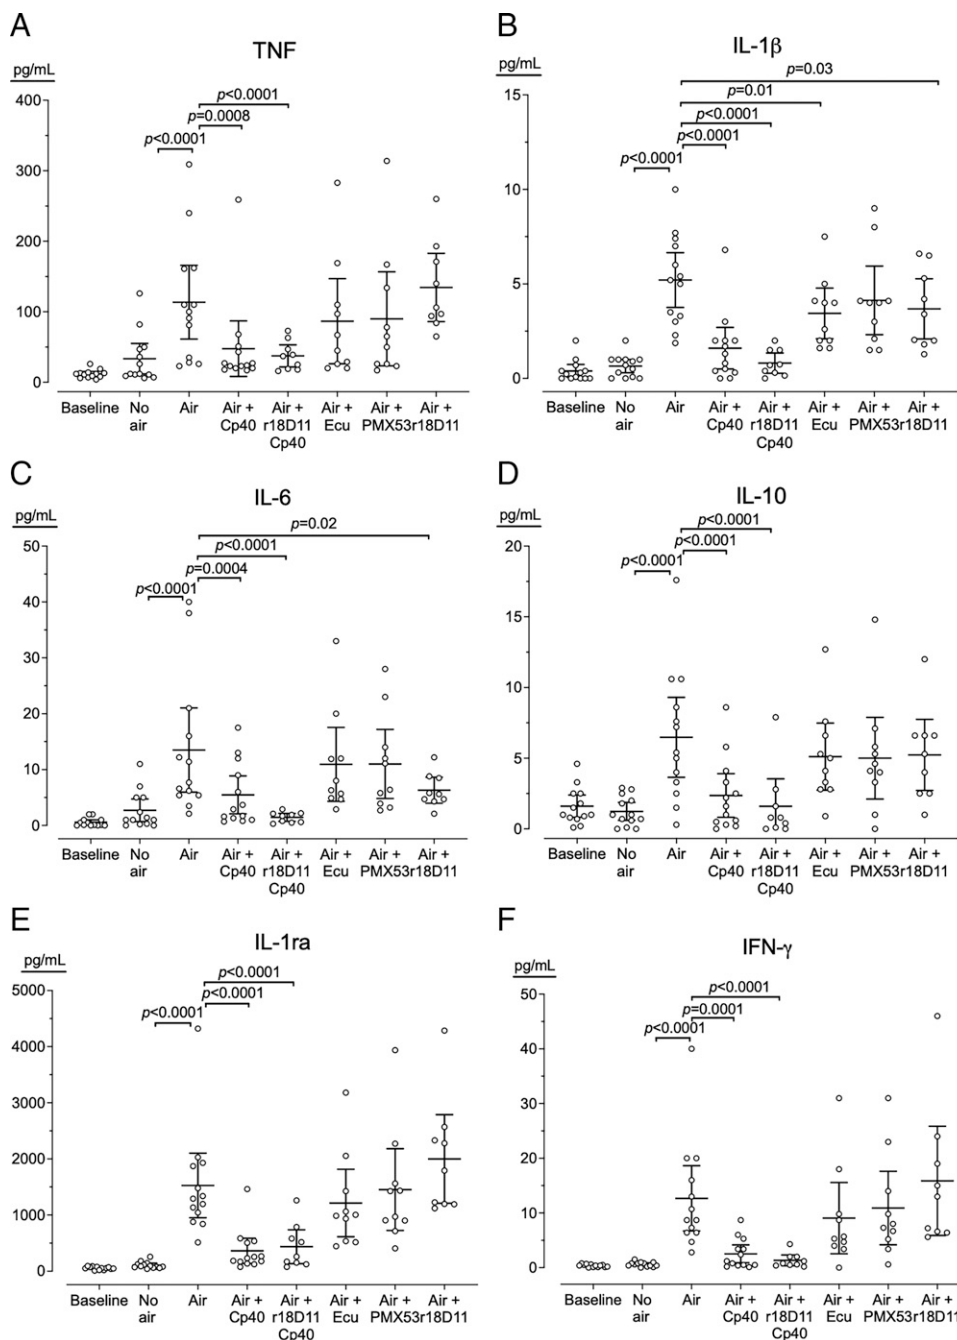 A
TNF
pg/mL
p<0.0001
p=0.0008
p<0.0001
400
300
200
100
0
Baseline
No air
Air
Air + Cp40
Air + r18D11 Cp40
Air + Ecu
Air + PMX53
Air + r18D11
B
IL-1β
pg/mL
p=0.03
p=0.01
p<0.0001
p<0.0001
p<0.0001
15
10
5
0
Baseline
No air
Air
Air + Cp40
Air + r18D11 Cp40
Air + Ecu
Air + PMX53
Air + r18D11
C
IL-6
pg/mL
p=0.02
p<0.0001
p=0.0004
p<0.0001
50
40
30
20
10
0
Baseline
No air
Air
Air + Cp40
Air + r18D11 Cp40
Air + Ecu
Air + PMX53
Air + r18D11
D
IL-10
pg/mL
p<0.0001
p<0.0001
p<0.0001
20
15
10
5
0
Baseline
No air
Air
Air + Cp40
Air + r18D11 Cp40
Air + Ecu
Air + PMX53
Air + r18D11
E
IL-1ra
pg/mL
p<0.0001
p<0.0001
p<0.0001
5000
4000
3000
2000
1000
0
Baseline
No air
Air
Air + Cp40
Air + r18D11 Cp40
Air + Ecu
Air + PMX53
Air + r18D11
F
IFN-γ
pg/mL
p<0.0001
p=0.0001
p<0.0001
50
40
30
20
10
0
Baseline
No air
Air
Air + Cp40
Air + r18D11 Cp40
Air + Ecu
Air + PMX53
Air + r18D11